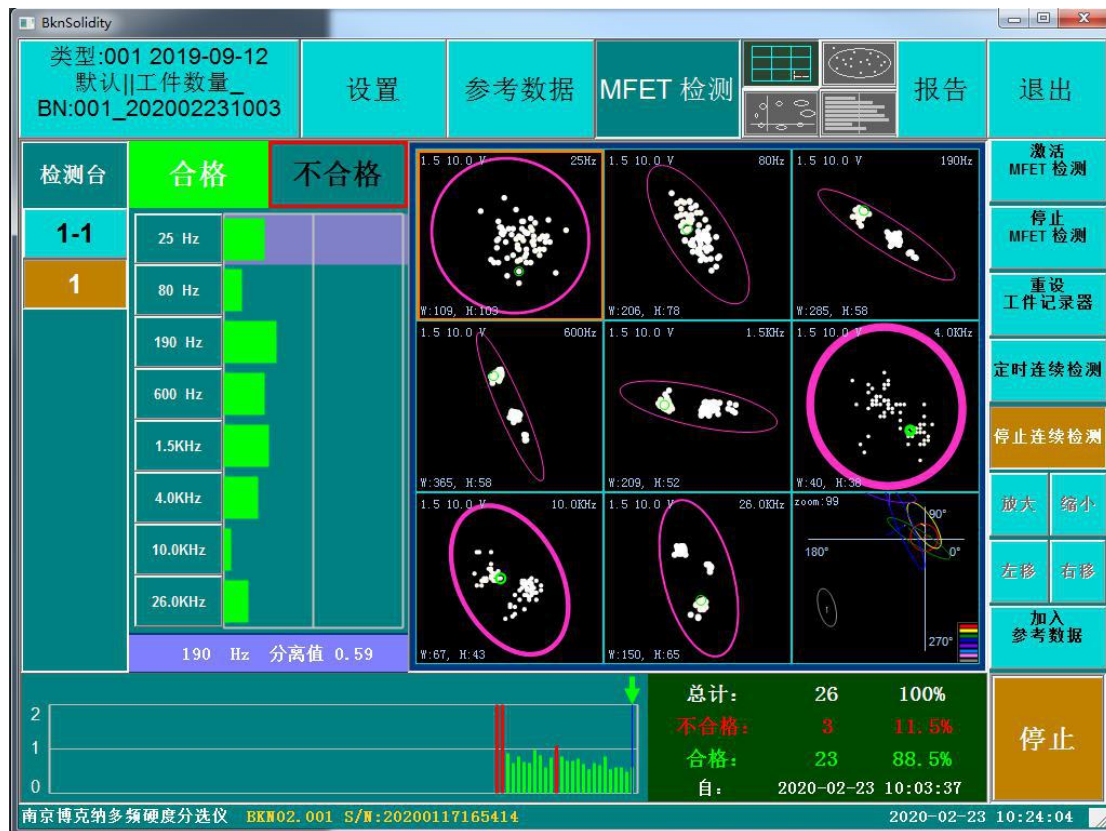 BknSolidity
类型:001 2019-09-12
默认||工件数量_
BN:001_202002231003
设置
参考数据
MFET 检测
报告
退出
检测台
合格
不合格
1-1
1
25 Hz
80 Hz
190 Hz
600 Hz
1.5KHz
4.0KHz
10.0KHz
26.0KHz
190 Hz 分离值 0.59
1.5 10.0 V 25Hz
W:109, H:109
1.5 10.0 V 80Hz
W:206, H:78
1.5 10.0 V 190Hz
W:285, H:58
1.5 10.0 V 600Hz
W:365, H:58
1.5 10.0 V 1.5KHz
W:209, H:52
1.5 10.0 V 4.0KHz
W:40, H:38
1.5 10.0 V 10.0KHz
W:67, H:43
1.5 10.0 V 26.0KHz
W:150, H:65
zoom:99
90°
180°
0°
270°
激活
MFET 检测
停止
MFET 检测
重设
工件记录器
定时连续检测
停止连续检测
放大 缩小
左移 右移
加入
参考数据
停止
2
1
0
总计: 26 100%
不合格: 3 11.5%
合格: 23 88.5%
自: 2020-02-23 10:03:37
南京博克纳多频硬度分选仪 BKN02.001 S/N:20200117165414
2020-02-23 10:24:04